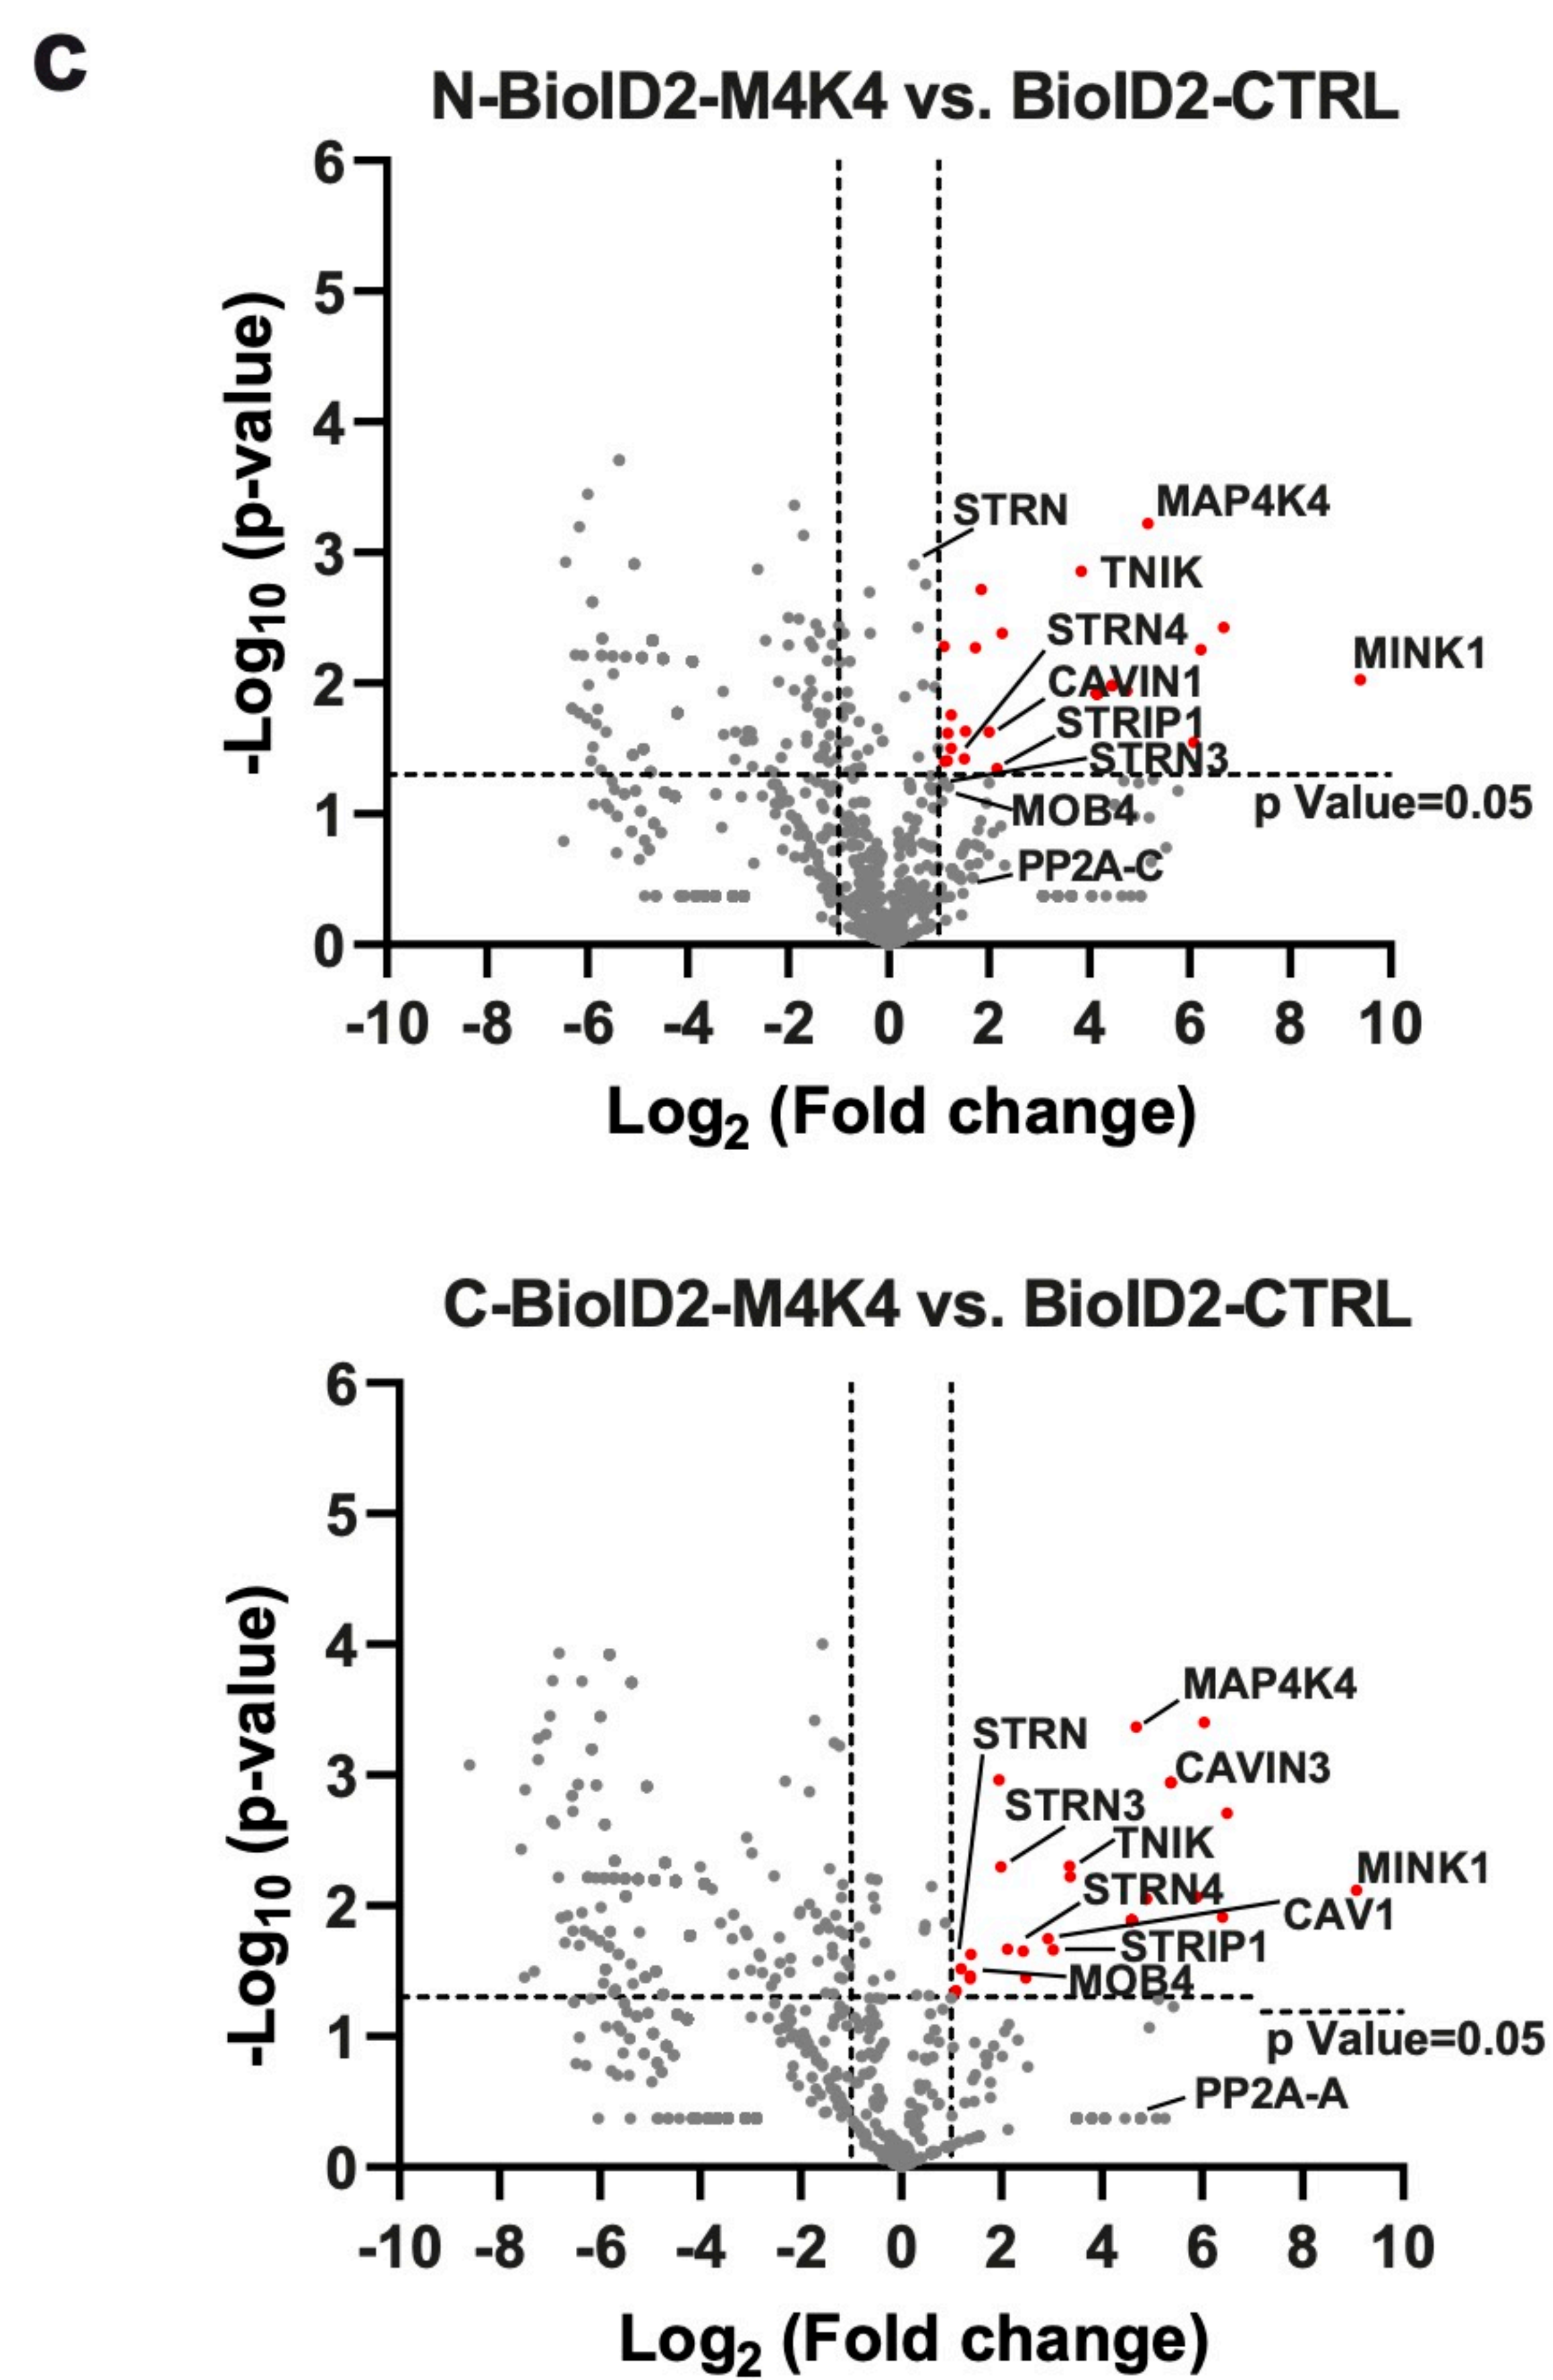 C
N-BioID2-M4K4 vs. BioID2-CTRL
6
5
4
3
2
1
0
-Log10 (p-value)
STRN
MAP4K4
TNIK
STRN4
MINK1
CAVIN1
STRIP1
STRN3
p Value=0.05
MOB4
PP2A-C
-10 -8 -6 -4 -2 0 2 4 6 8 10
Log2 (Fold change)
C-BioID2-M4K4 vs. BioID2-CTRL
6
5
4
3
2
1
0
-Log10 (p-value)
MAP4K4
STRN
CAVIN3
STRN3
TNIK
MINK1
STRN4
CAV1
STRIP1
MOB4
p Value=0.05
PP2A-A
-10 -8 -6 -4 -2 0 2 4 6 8 10
Log2 (Fold change)